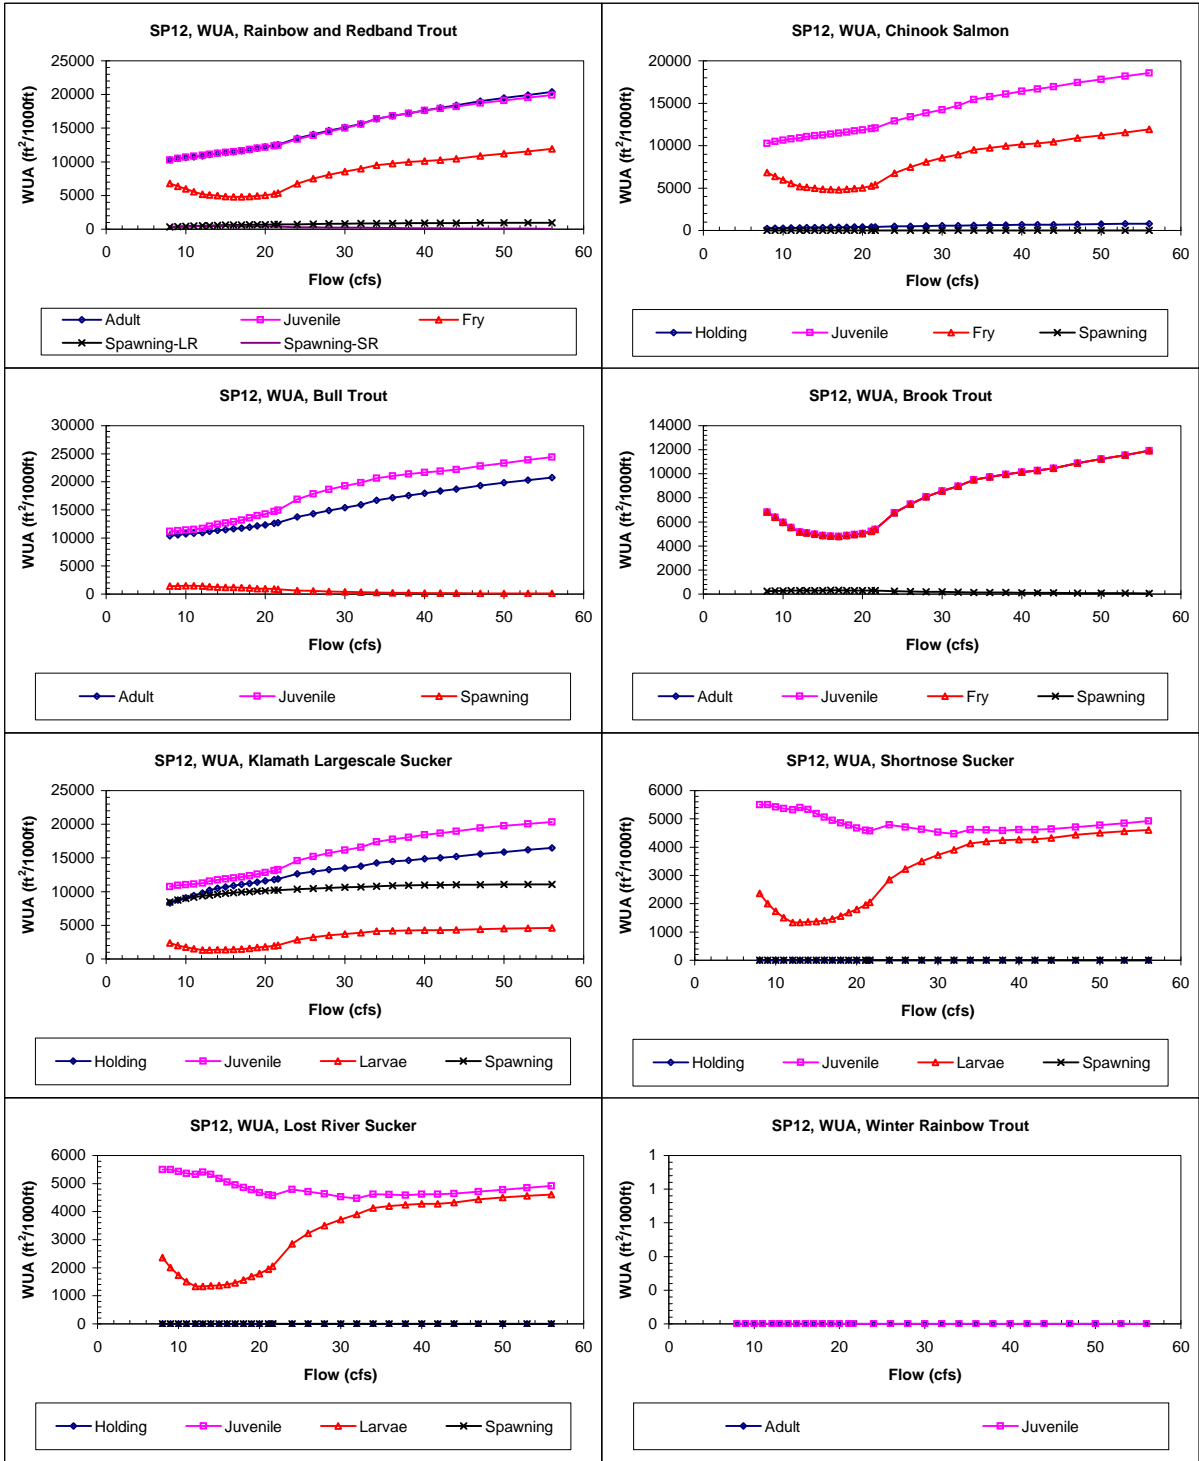 SP12, WUA, Rainbow and Redband Trout
WUA (ft²/1000ft)
25000
20000
15000
10000
5000
0
0 10 20 30 40 50 60
Flow (cfs)
Adult Juvenile Fry
Spawning-LR Spawning-SR
SP12, WUA, Chinook Salmon
WUA (ft²/1000ft)
20000
15000
10000
5000
0
0 10 20 30 40 50 60
Flow (cfs)
Holding Juvenile Fry Spawning
SP12, WUA, Bull Trout
WUA (ft²/1000ft)
30000
25000
20000
15000
10000
5000
0
0 10 20 30 40 50 60
Flow (cfs)
Adult Juvenile Spawning
SP12, WUA, Brook Trout
WUA (ft²/1000ft)
14000
12000
10000
8000
6000
4000
2000
0
0 10 20 30 40 50 60
Flow (cfs)
Adult Juvenile Fry Spawning
SP12, WUA, Klamath Largescale Sucker
WUA (ft²/1000ft)
25000
20000
15000
10000
5000
0
0 10 20 30 40 50 60
Flow (cfs)
Holding Juvenile Larvae Spawning
SP12, WUA, Shortnose Sucker
WUA (ft²/1000ft)
6000
5000
4000
3000
2000
1000
0
0 10 20 30 40 50 60
Flow (cfs)
Holding Juvenile Larvae Spawning
SP12, WUA, Lost River Sucker
WUA (ft²/1000ft)
6000
5000
4000
3000
2000
1000
0
0 10 20 30 40 50 60
Flow (cfs)
Holding Juvenile Larvae Spawning
SP12, WUA, Winter Rainbow Trout
WUA (ft²/1000ft)
1
1
1
0
0
0
0 10 20 30 40 50 60
Flow (cfs)
Adult Juvenile